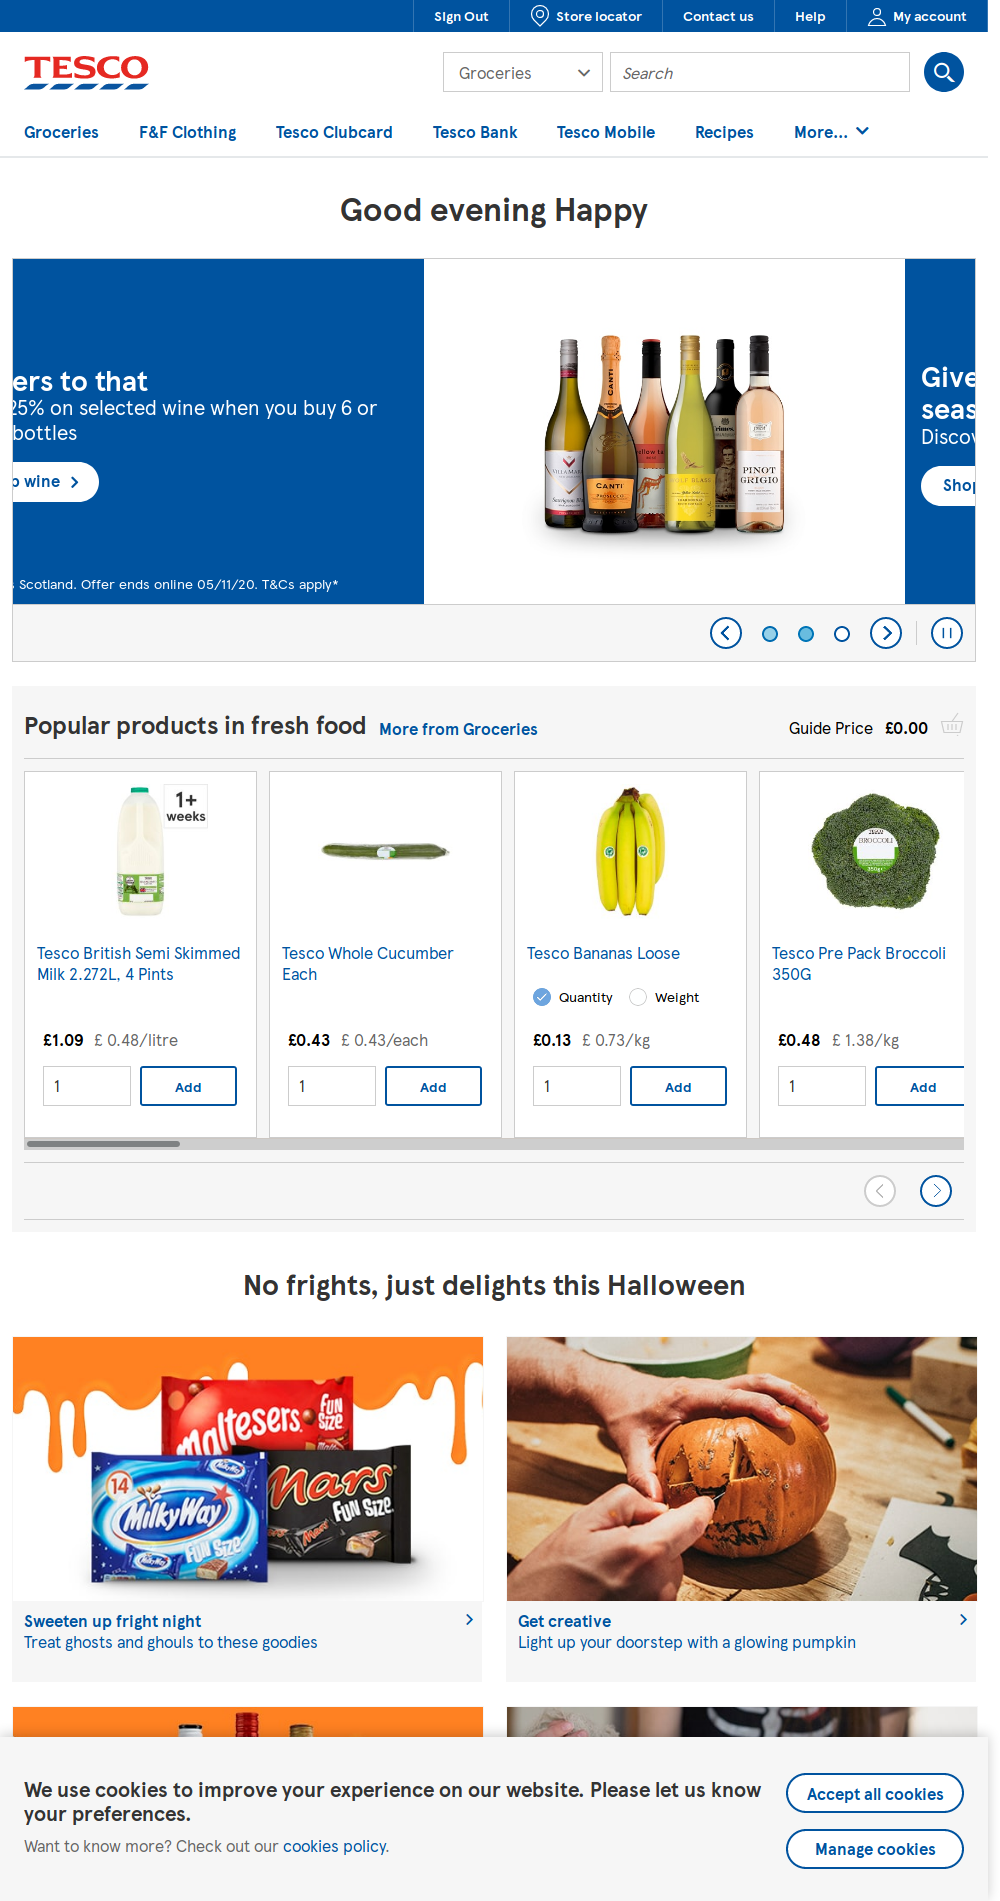 Sign Out
Store locator
Contact us
Help
My account
TESCO
Groceries
Search
Groceries
F&F Clothing
Tesco Clubcard
Tesco Bank
Tesco Mobile
Recipes
More...
Good evening Happy
ers to that
25% on selected wine when you buy 6 or
bottles
wine
Scotland. Offer ends online 05/11/20. T&Cs apply*
CANTI
CANTI
PROSECCO
PINOT
GRIGIO
Give
seas
Disco
Shop
Popular products in fresh food
More from Groceries
Guide Price £0.00
1+
weeks
BROCCOLI
350g
Tesco British Semi Skimmed
Milk 2.272L, 4 Pints
£1.09 £ 0.48/litre
1
Add
Tesco Whole Cucumber
Each
£0.43 £ 0.43/each
1
Add
Tesco Bananas Loose
Quantity
Weight
£0.13 £ 0.73/kg
1
Add
Tesco Pre Pack Broccoli
350G
£0.48 £ 1.38/kg
1
Add
No frights, just delights this Halloween
maltesers
FUN
SIZE
14
MilkyWay
MilkyWay
FUN SIZE
MilkyWay
Mars
FUN SIZE
Mars
Sweeten up fright night
Treat ghosts and ghouls to these goodies
Get creative
Light up your doorstep with a glowing pumpkin
We use cookies to improve your experience on our website. Please let us know
your preferences.
Want to know more? Check out our cookies policy.
Accept all cookies
Manage cookies